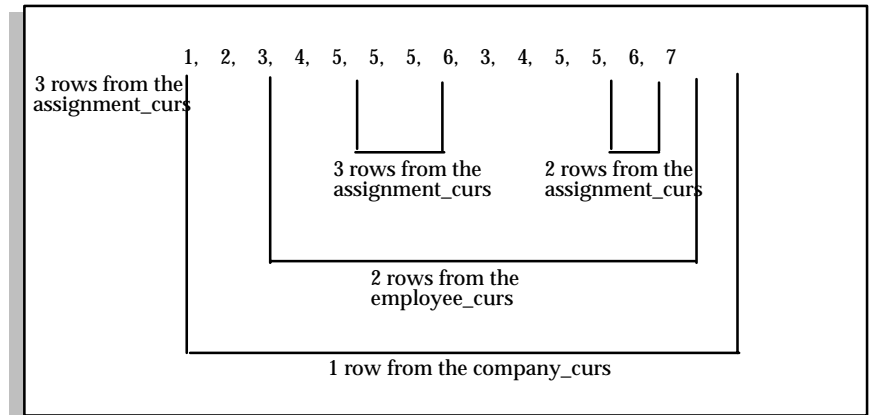 1, 2, 3, 4, 5, 5, 5, 6, 3, 4, 5, 5, 6, 7
3 rows from the
assignment_curs
3 rows from the
assignment_curs
2 rows from the
assignment_curs
2 rows from the
employee_curs
1 row from the company_curs